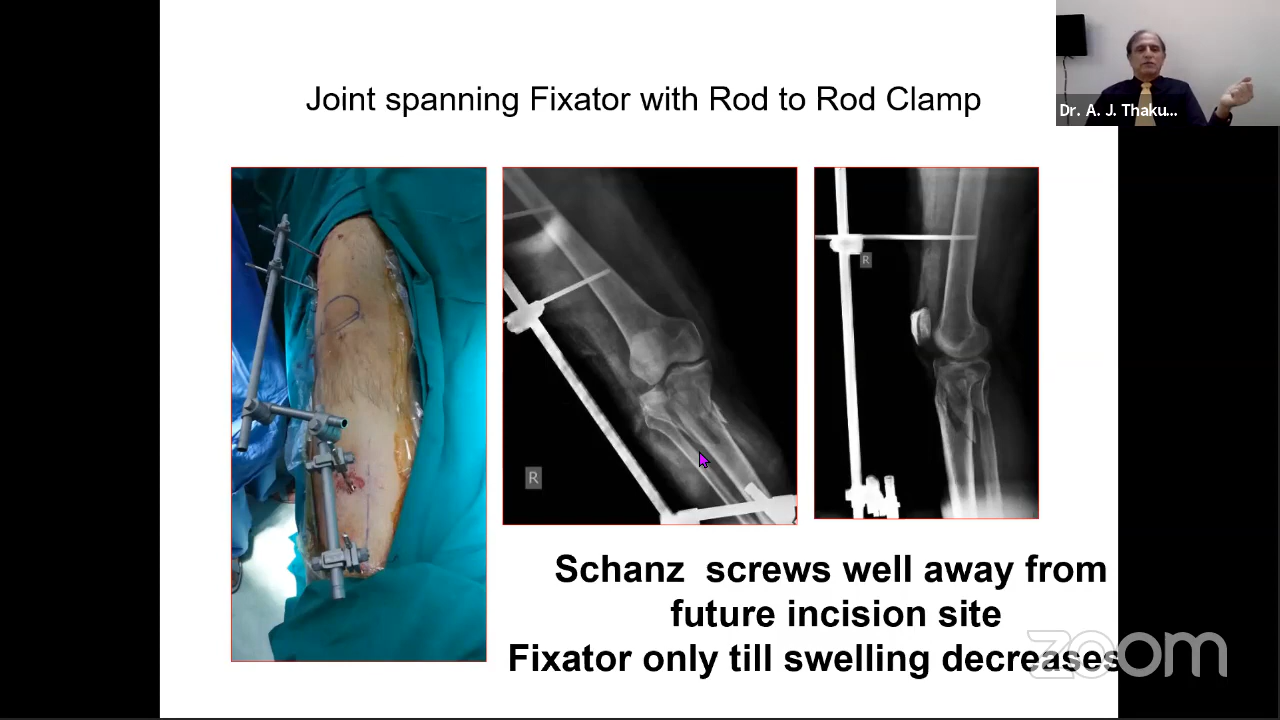 Joint spanning Fixator with Rod to Rod Clamp
Dr. A. J. Thaku...
R
R
Schanz screws well away from
future incision site
Fixator only till swelling decreases
zoom